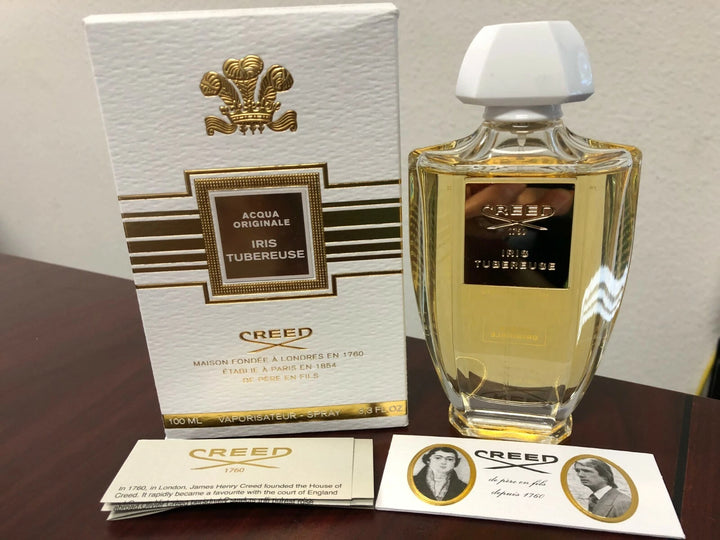 ACQUA
ORIGINALE
IRIS
TUBEREUSE
CREED
MAISON FONDÉE À LONDRES EN 1760
ÉTABLIE À PARIS EN 1854
DE PÈRE EN FILS
100 ML VAPORISATEUR - SPRAY 3,3 FL OZ
CREED
1760
IRIS
TUBEREUSE
CREED
1760
In 1760, in London, James Henry Creed founded the House of
Creed. It rapidly became a favourite with the court of England
CREED
de père en fils
depuis 1760